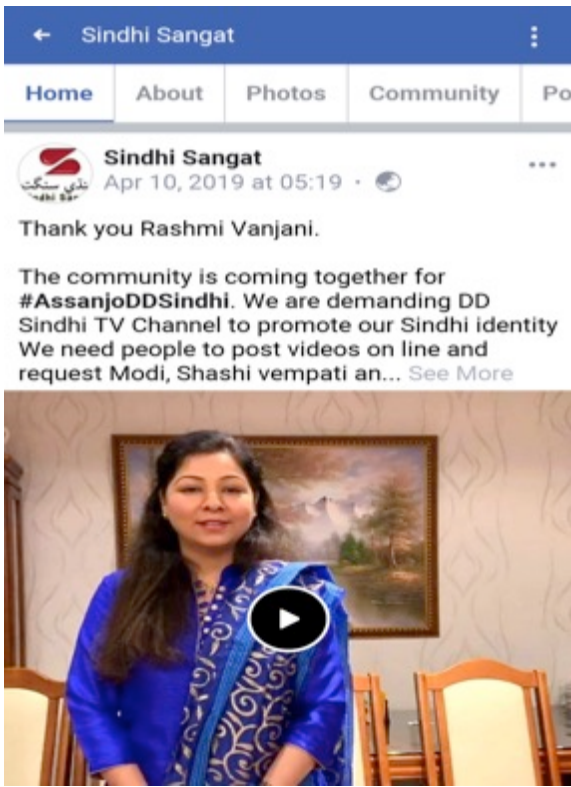 Sindhi Sangat
Home About Photos Community Po
Sindhi Sangat
Apr 10, 2019 at 05:19 ·
Thank you Rashmi Vanjani.
The community is coming together for
#AssanjoDDSindhi. We are demanding DD
Sindhi TV Channel to promote our Sindhi identity
We need people to post videos on line and
request Modi, Shashi vempati an... See More